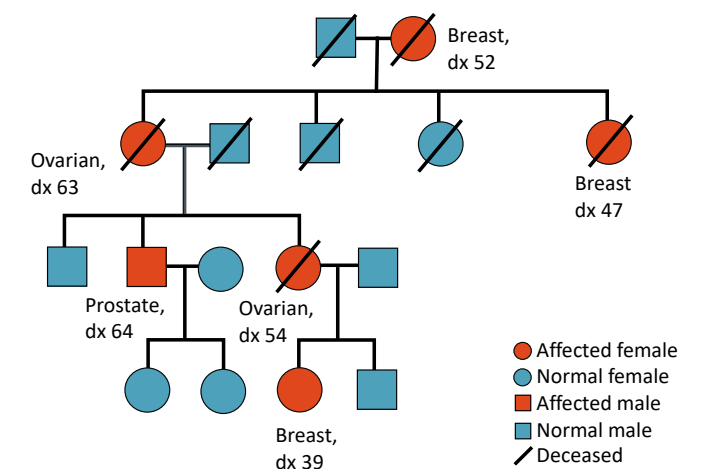 Breast,
dx 52
Ovarian,
dx 63
Breast
dx 47
Prostate,
dx 64
Ovarian,
dx 54
Breast,
dx 39
Affected female
Normal female
Affected male
Normal male
Deceased